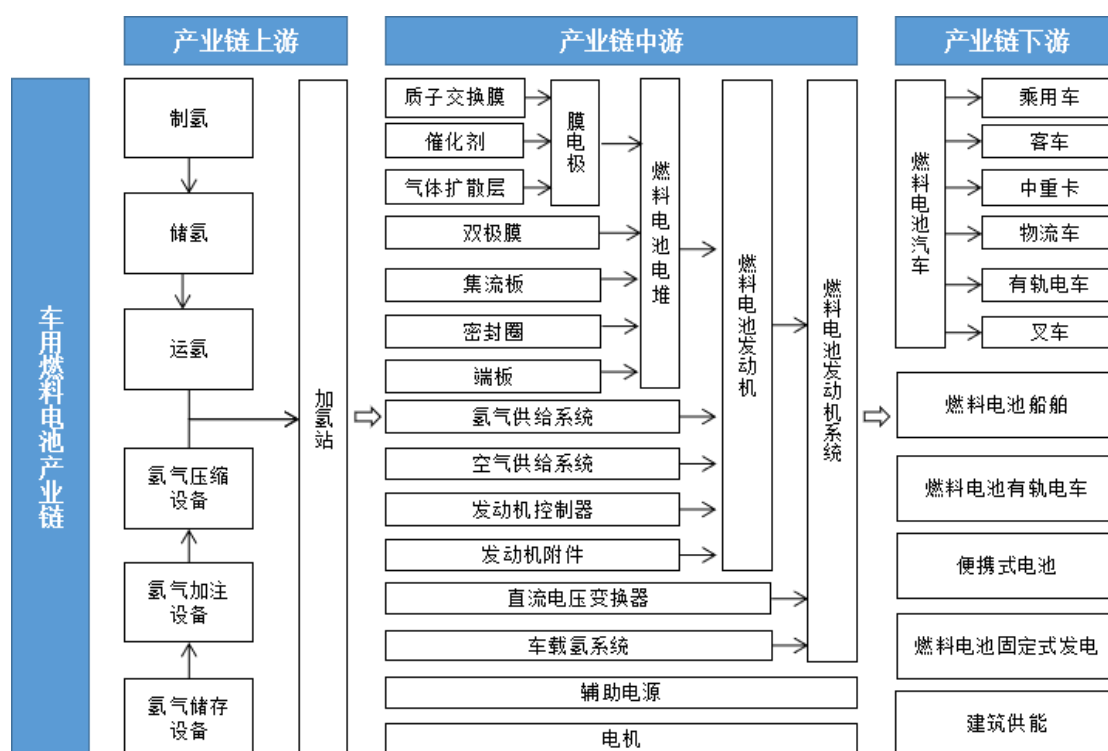 产业链上游
产业链中游
产业链下游
车用燃料电池产业链
制氢
储氢
运氢
氢气压缩
设备
氢气加注
设备
氢气储存
设备
加氢站
质子交换膜
催化剂
气体扩散层
膜电极
双极膜
集流板
密封圈
端板
燃料电池电堆
氢气供给系统
空气供给系统
发动机控制器
发动机附件
燃料电池发动机
直流电压变换器
车载氢系统
燃料电池发动机系统
辅助电源
电机
燃料电池汽车
乘用车
客车
中重卡
物流车
有轨电车
叉车
燃料电池船舶
燃料电池有轨电车
便携式电池
燃料电池固定式发电
建筑供能